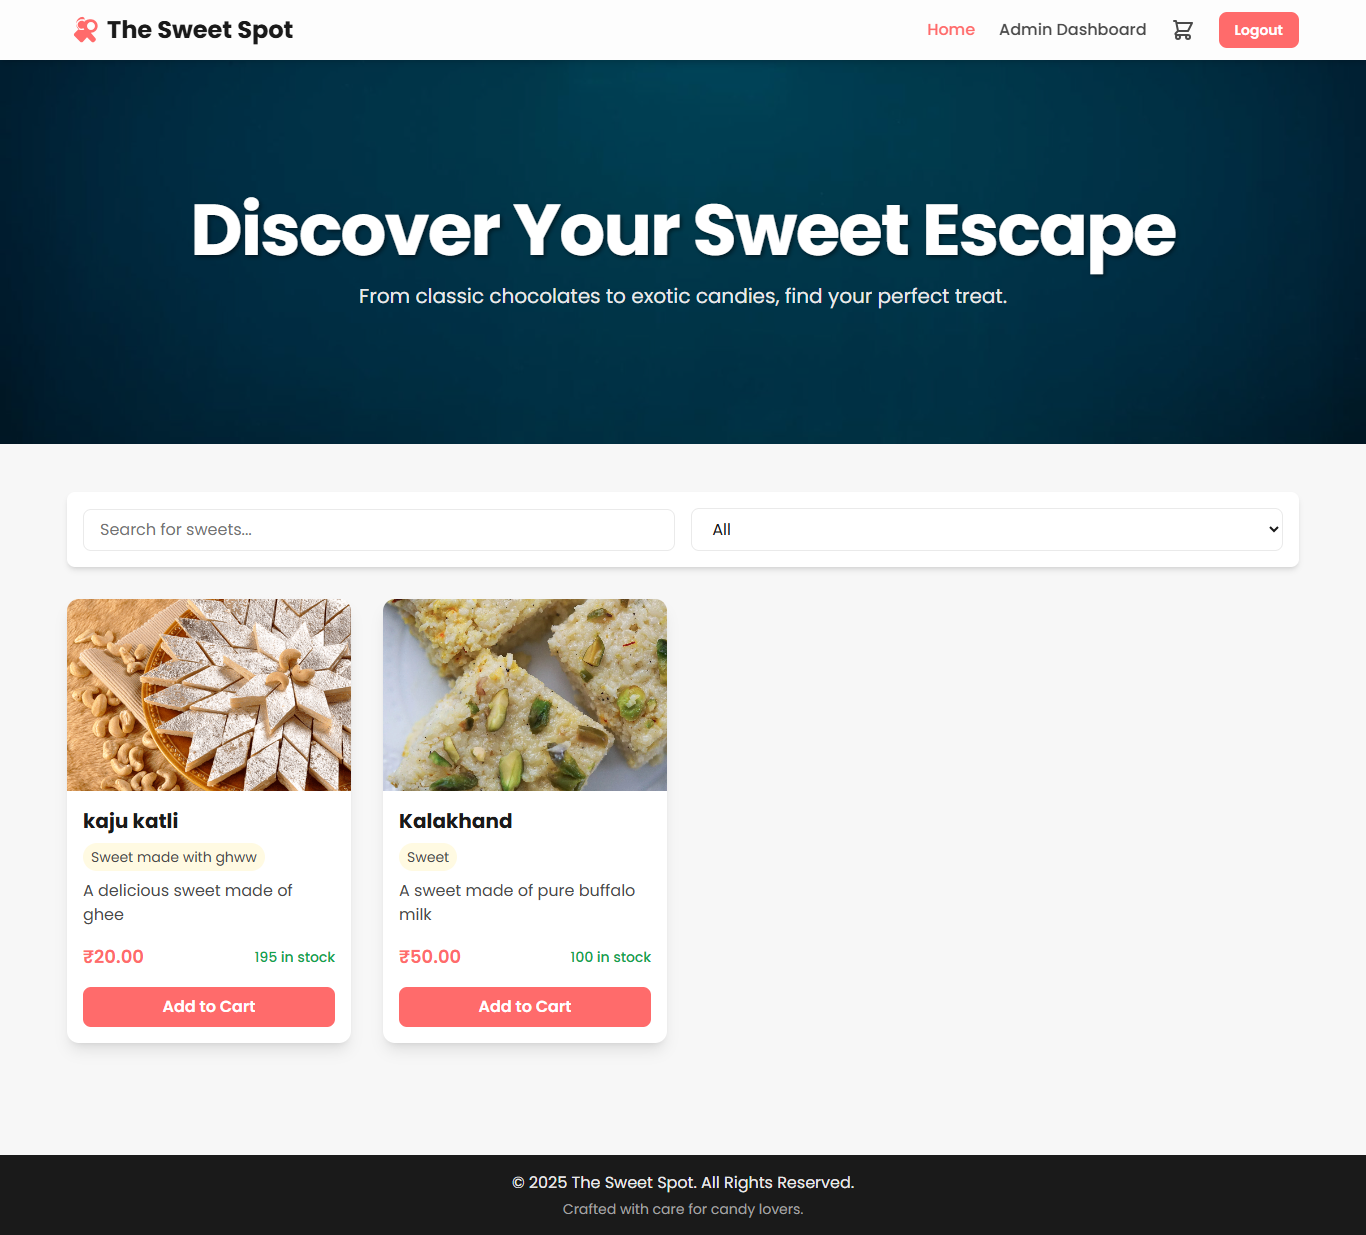 The Sweet Spot
Home
Admin Dashboard
Logout
Discover Your Sweet Escape
From classic chocolates to exotic candies, find your perfect treat.
Search for sweets...
All
kaju katli
Sweet made with ghww
A delicious sweet made of
ghee
₹20.00
195 in stock
Add to Cart
Kalakhand
Sweet
A sweet made of pure buffalo
milk
₹50.00
100 in stock
Add to Cart
© 2025 The Sweet Spot. All Rights Reserved.
Crafted with care for candy lovers.